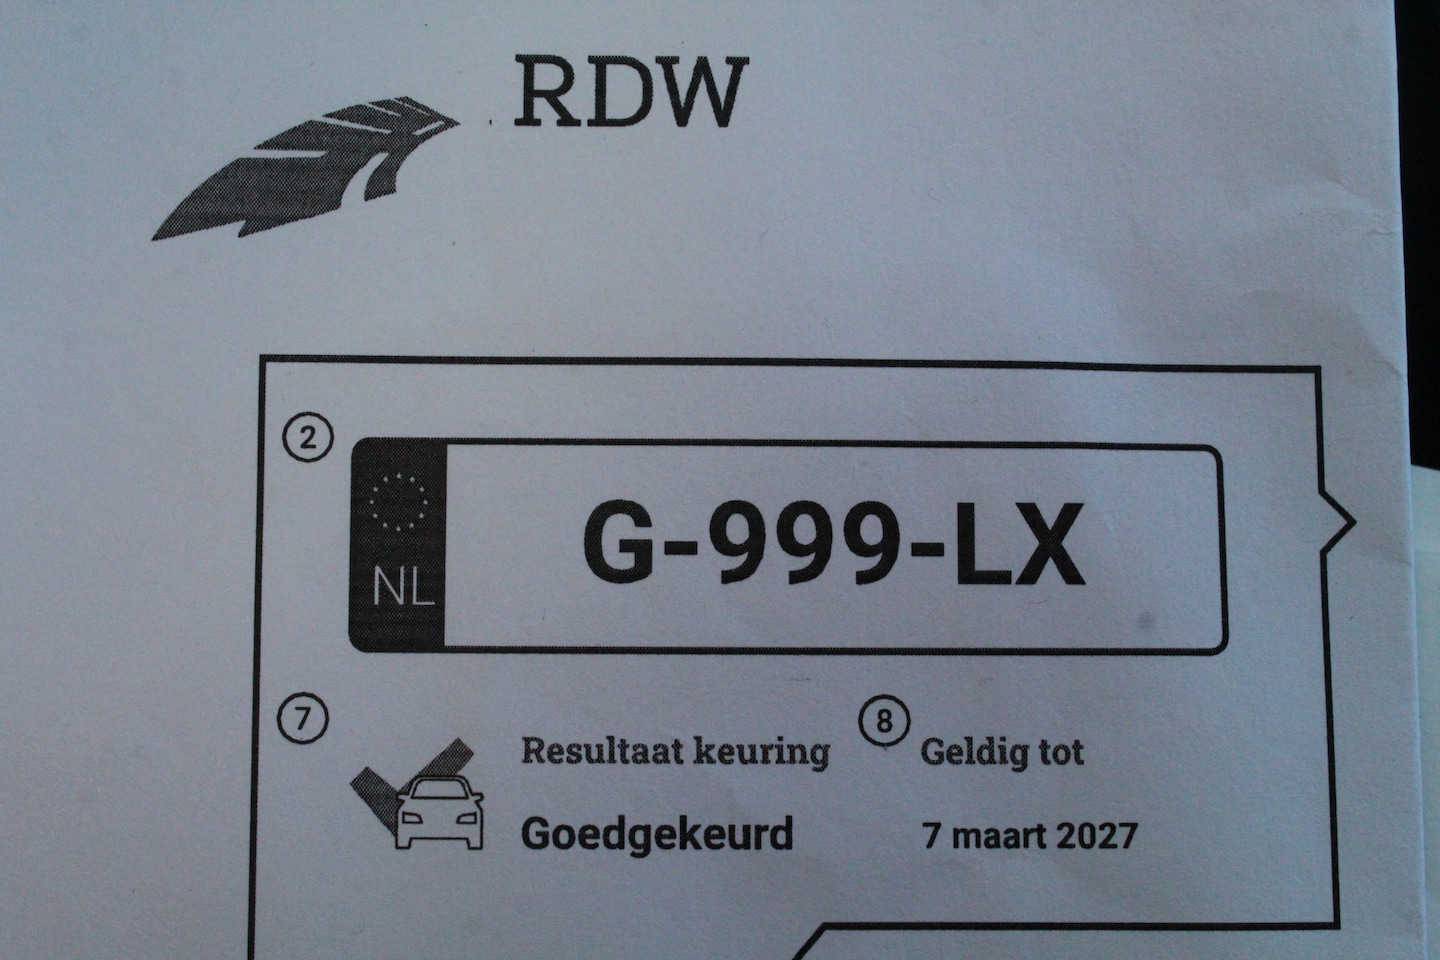 RDW
2
NL
G-999-LX
7
Resultaat keuring
8
Geldig tot
Goedgekeurd
7 maart 2027